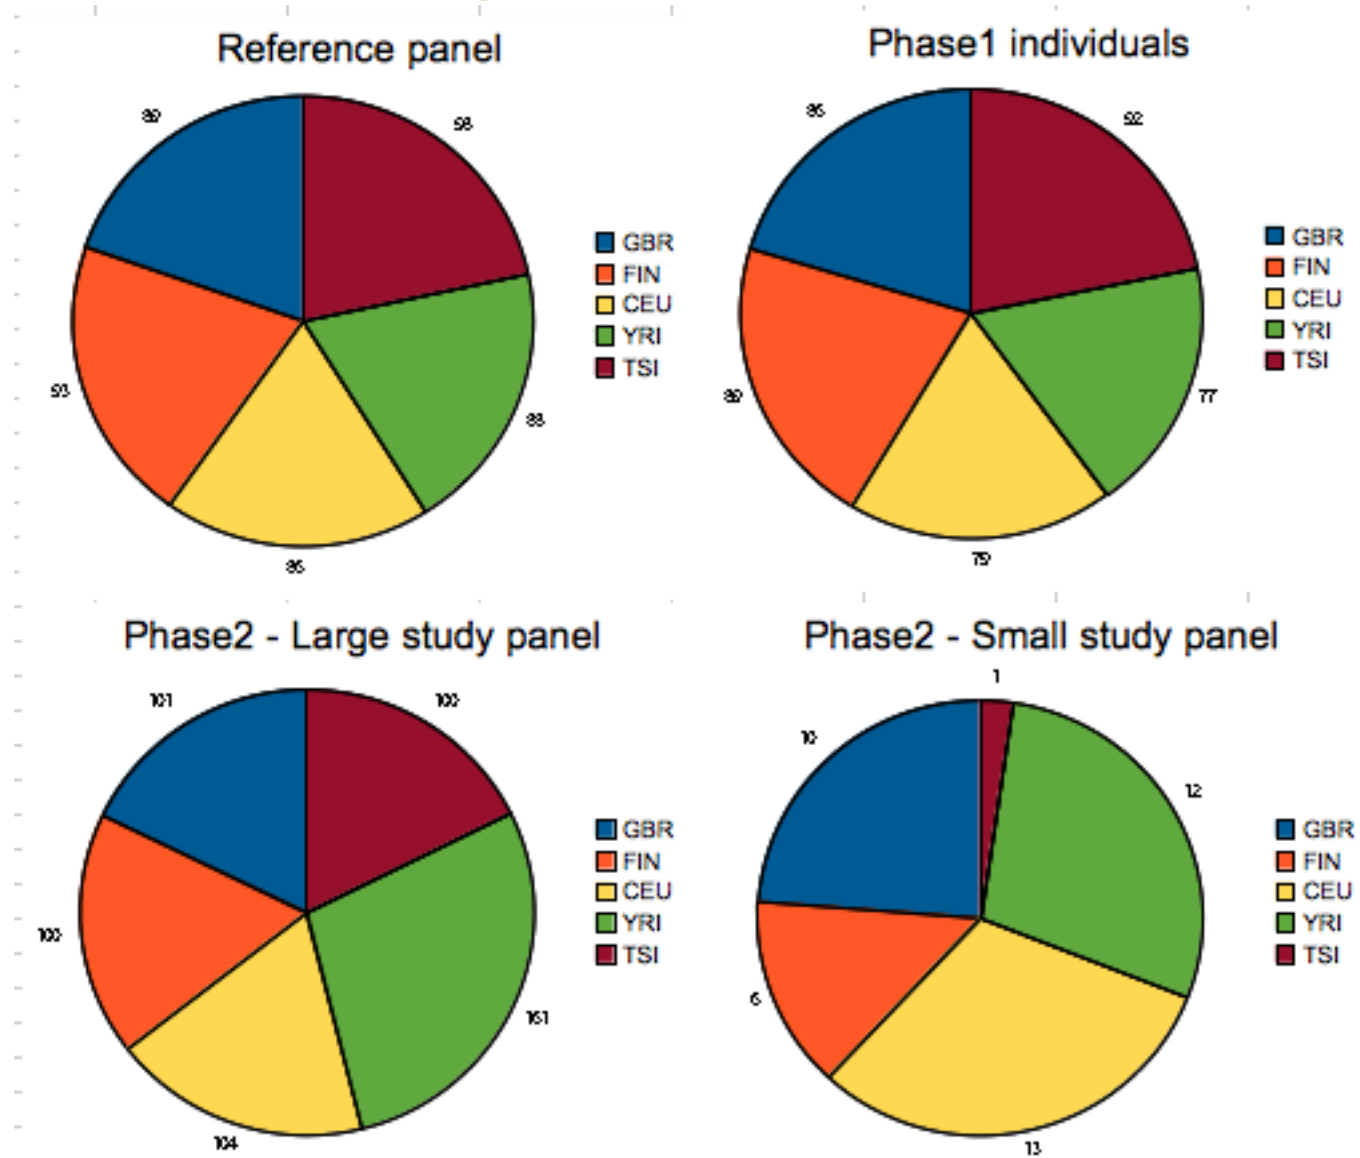 Reference panel
89
98
93
88
GBR
FIN
CEU
YRI
TSI
Phase1 individuals
92
89
77
79
GBR
FIN
CEU
YRI
TSI
Phase2 - Large study panel
101
100
100
161
104
GBR
FIN
CEU
YRI
TSI
Phase2 - Small study panel
1
10
12
6
13
GBR
FIN
CEU
YRI
TSI